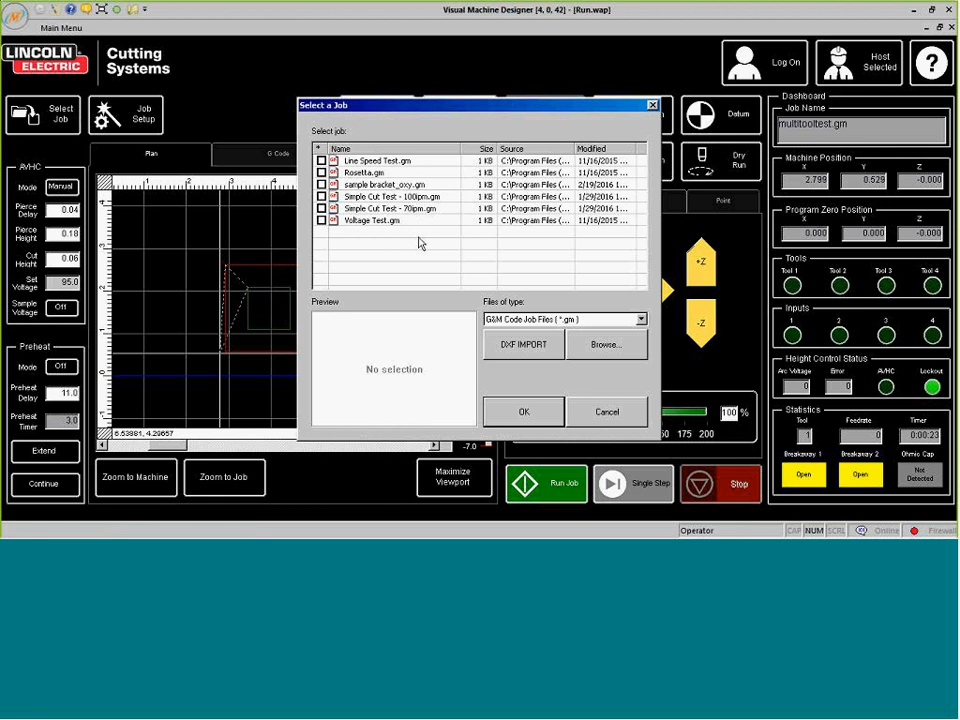 Visual Machine Designer [4, 0, 42] - [Run.wap]
Main Menu
LINCOLN
ELECTRIC
Cutting
Systems
Log On
Host
Selected
?
Select
Job
Job
Setup
Datum
Dry
Run
Plan
G Code
Point
AVHC
Mode
Manual
Pierce
Delay
0.04
Pierce
Height
0.18
Cut
Height
0.06
Set
Voltage
95.0
Sample
Voltage
Off
Preheat
Mode
Off
Preheat
Delay
11.0
Preheat
Timer
3.0
Extend
Continue
6.53981, 4.29657
-7.0
Zoom to Machine
Zoom to Job
Maximize
Viewport
Select a Job
Select job:
* Name Size Source Modified
Line Speed Test.gm 1 KB C:\Program Files (... 11/16/2015 ...
Rosetta.gm 1 KB C:\Program Files (... 11/16/2015 ...
sample bracket_oxy.gm 1 KB C:\Program Files (... 2/19/2016 1...
Simple Cut Test - 100ipm.gm 1 KB C:\Program Files (... 1/29/2016 1...
Simple Cut Test - 70ipm.gm 1 KB C:\Program Files (... 1/29/2016 1...
Voltage Test.gm 1 KB C:\Program Files (... 11/16/2015 ...
Preview
No selection
Files of type:
G&M Code Job Files ( *.gm )
DXF IMPORT
Browse...
OK
Cancel
+Z
-Z
100 %
50 175 200
Run Job
Single Step
Stop
Dashboard
Job Name
multitooltest.gm
Machine Position
X Y Z
2.799 0.529 -0.000
Program Zero Position
0.000 0.000 -0.000
Tools
Tool 1 Tool 2 Tool 3 Tool 4
Inputs
1 2 3 4
Height Control Status
Arc Voltage Error AVHC Lockout
0 0
Statistics
Tool Feedrate Timer
1 0 0:00:23
Breakaway 1 Breakaway 2 Ohmic Cap
Open Open Not
Detected
Operator CAP NUM SCRL Online Firewall